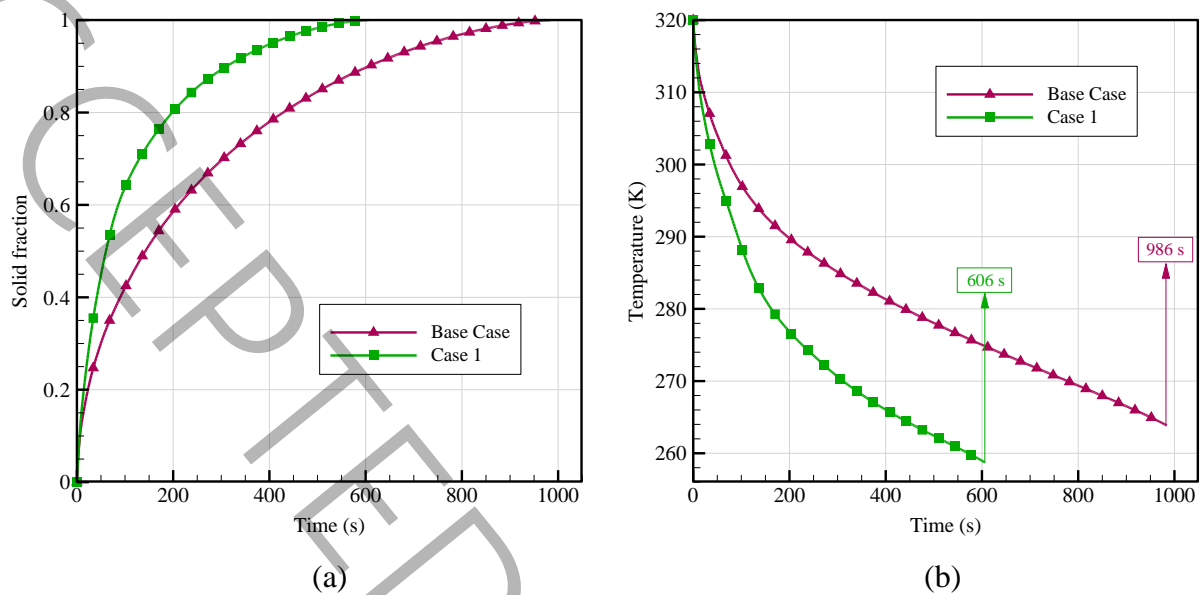 1
0.8
0.6
0.4
0.2
0
Solid fraction
0 200 400 600 800 1000
Time (s)
Base Case
Case 1
(a)
320
310
300
290
280
270
260
Temperature (K)
0 200 400 600 800 1000
Time (s)
Base Case
Case 1
986 s
606 s
(b)
CEPTED